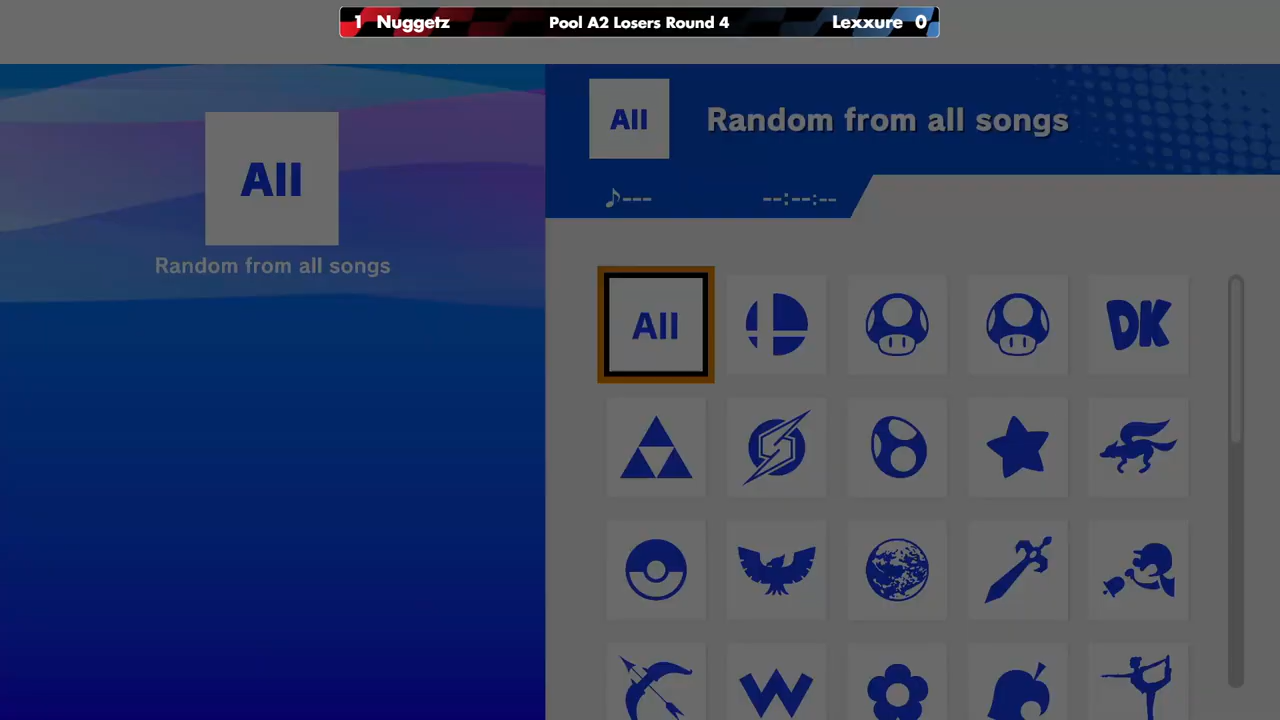 1 Nuggetz Pool A2 Losers Round 4 Lexxure 0
All
Random from all songs
All
Random from all songs
♪--- --:--:--
All
DK
W